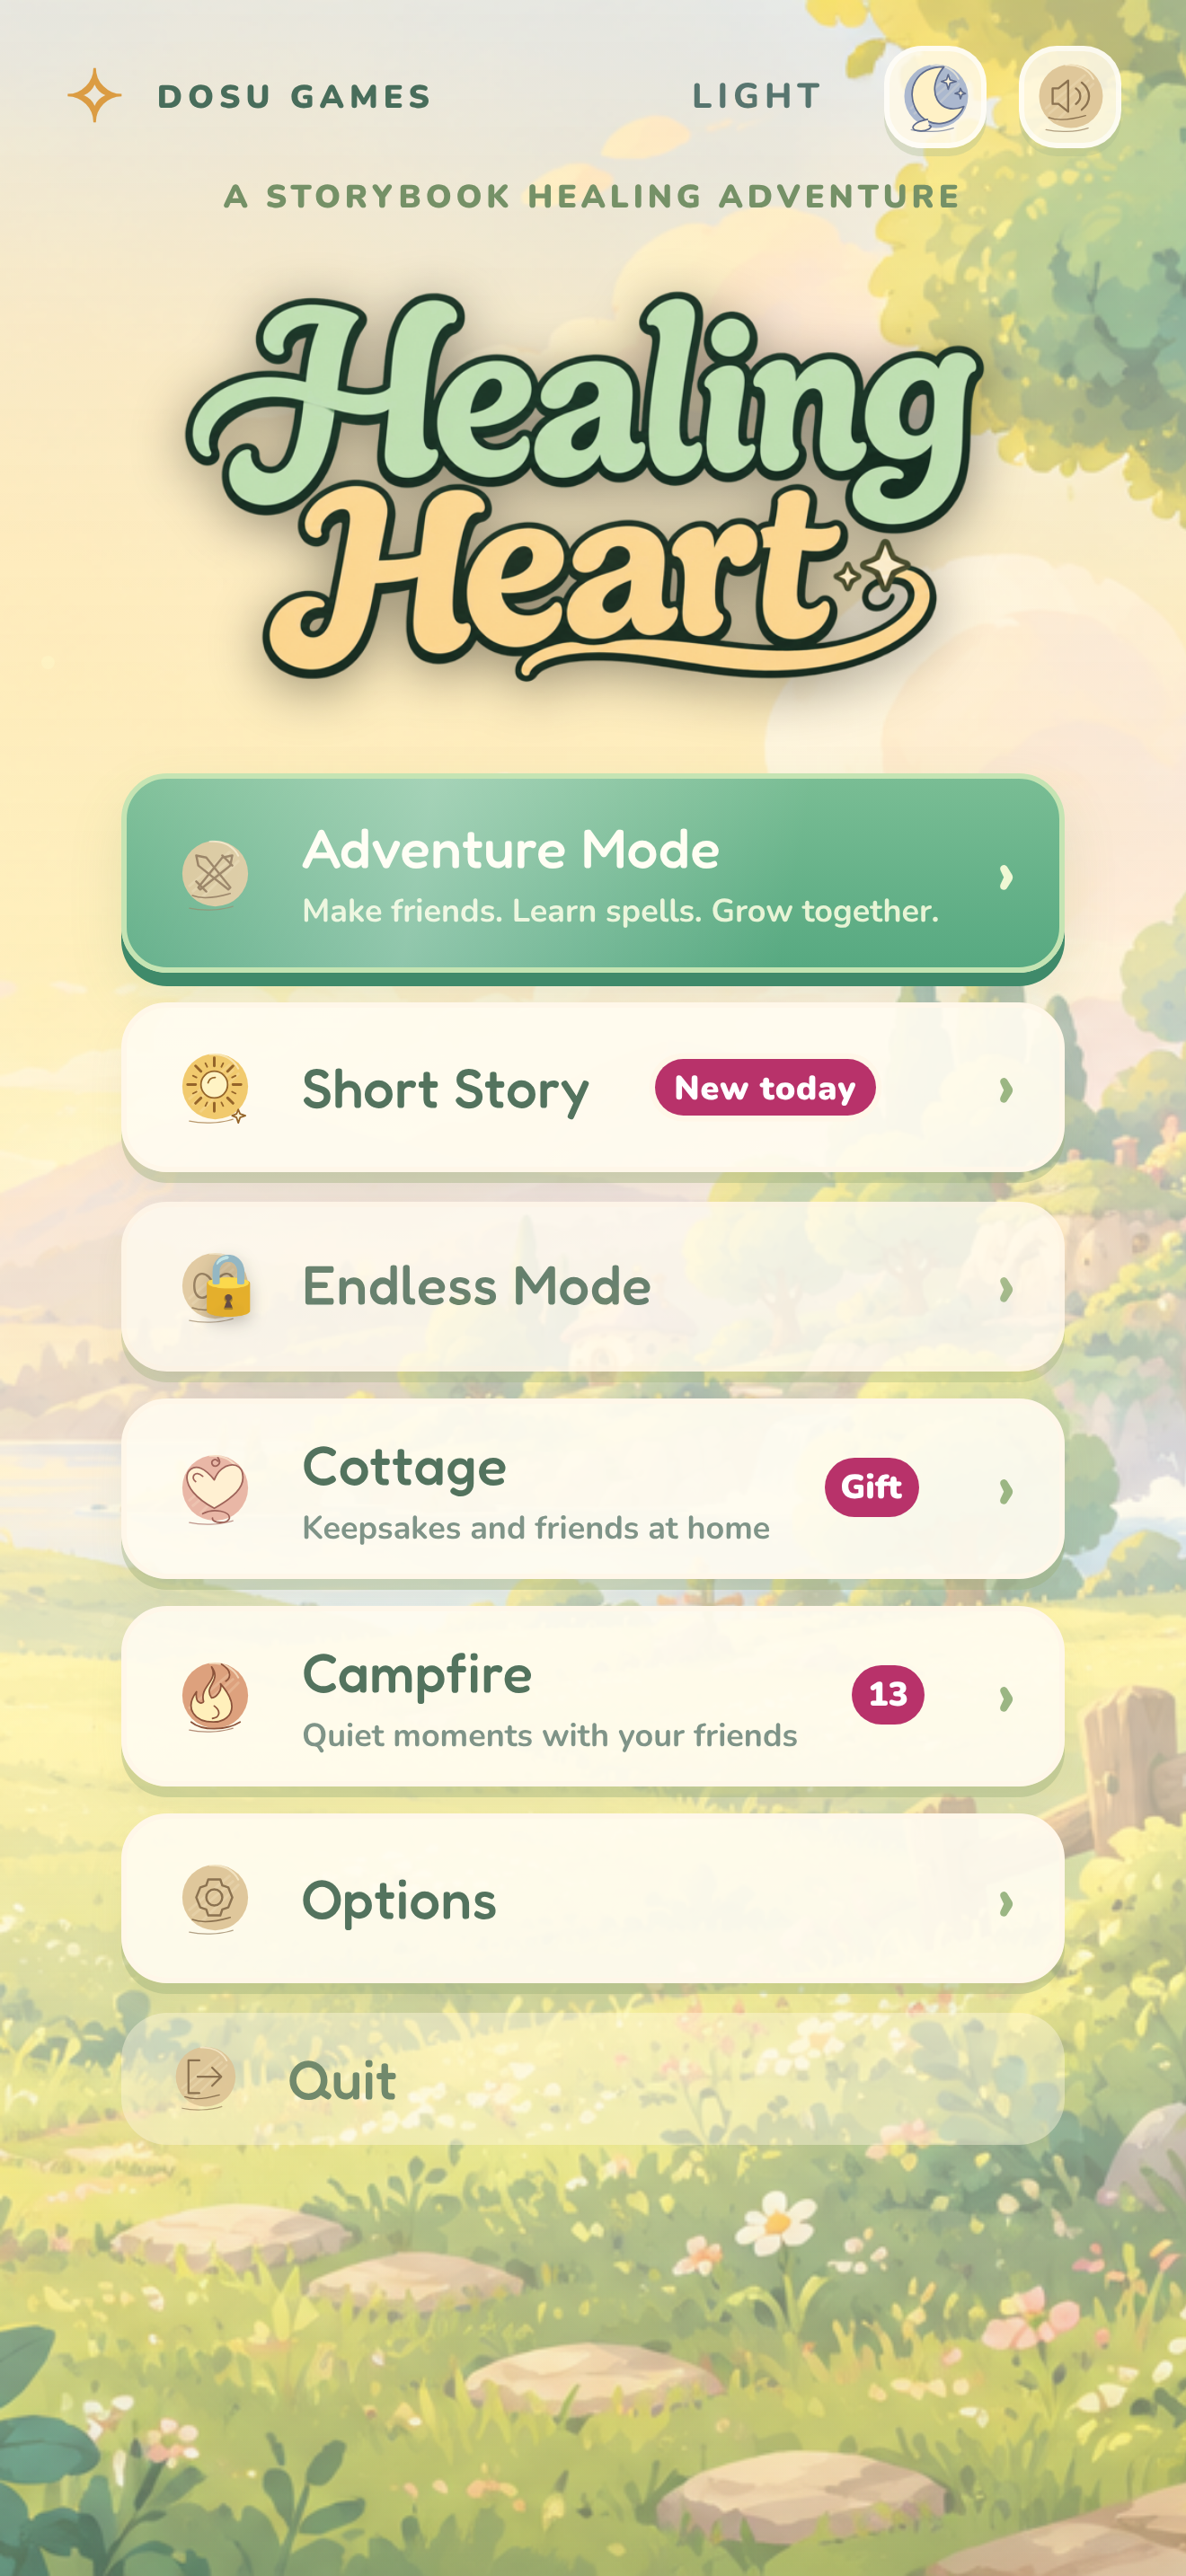 DOSU GAMES
LIGHT
A STORYBOOK HEALING ADVENTURE
Healing
Heart
Adventure Mode
Make friends. Learn spells. Grow together.
Short Story
New today
Endless Mode
Cottage
Gift
Keepsakes and friends at home
Campfire
13
Quiet moments with your friends
Options
Quit